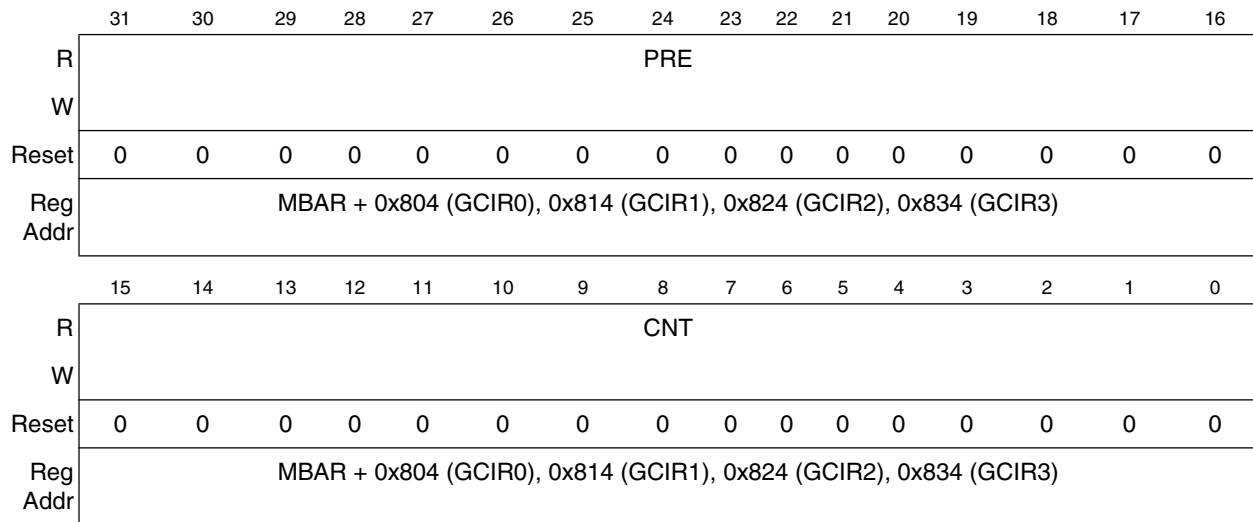 31 30 29 28 27 26 25 24 23 22 21 20 19 18 17 16
R PRE
W
Reset 0 0 0 0 0 0 0 0 0 0 0 0 0 0 0 0
Reg MBAR + 0x804 (GCIR0), 0x814 (GCIR1), 0x824 (GCIR2), 0x834 (GCIR3)
Addr
15 14 13 12 11 10 9 8 7 6 5 4 3 2 1 0
R CNT
W
Reset 0 0 0 0 0 0 0 0 0 0 0 0 0 0 0 0
Reg MBAR + 0x804 (GCIR0), 0x814 (GCIR1), 0x824 (GCIR2), 0x834 (GCIR3)
Addr